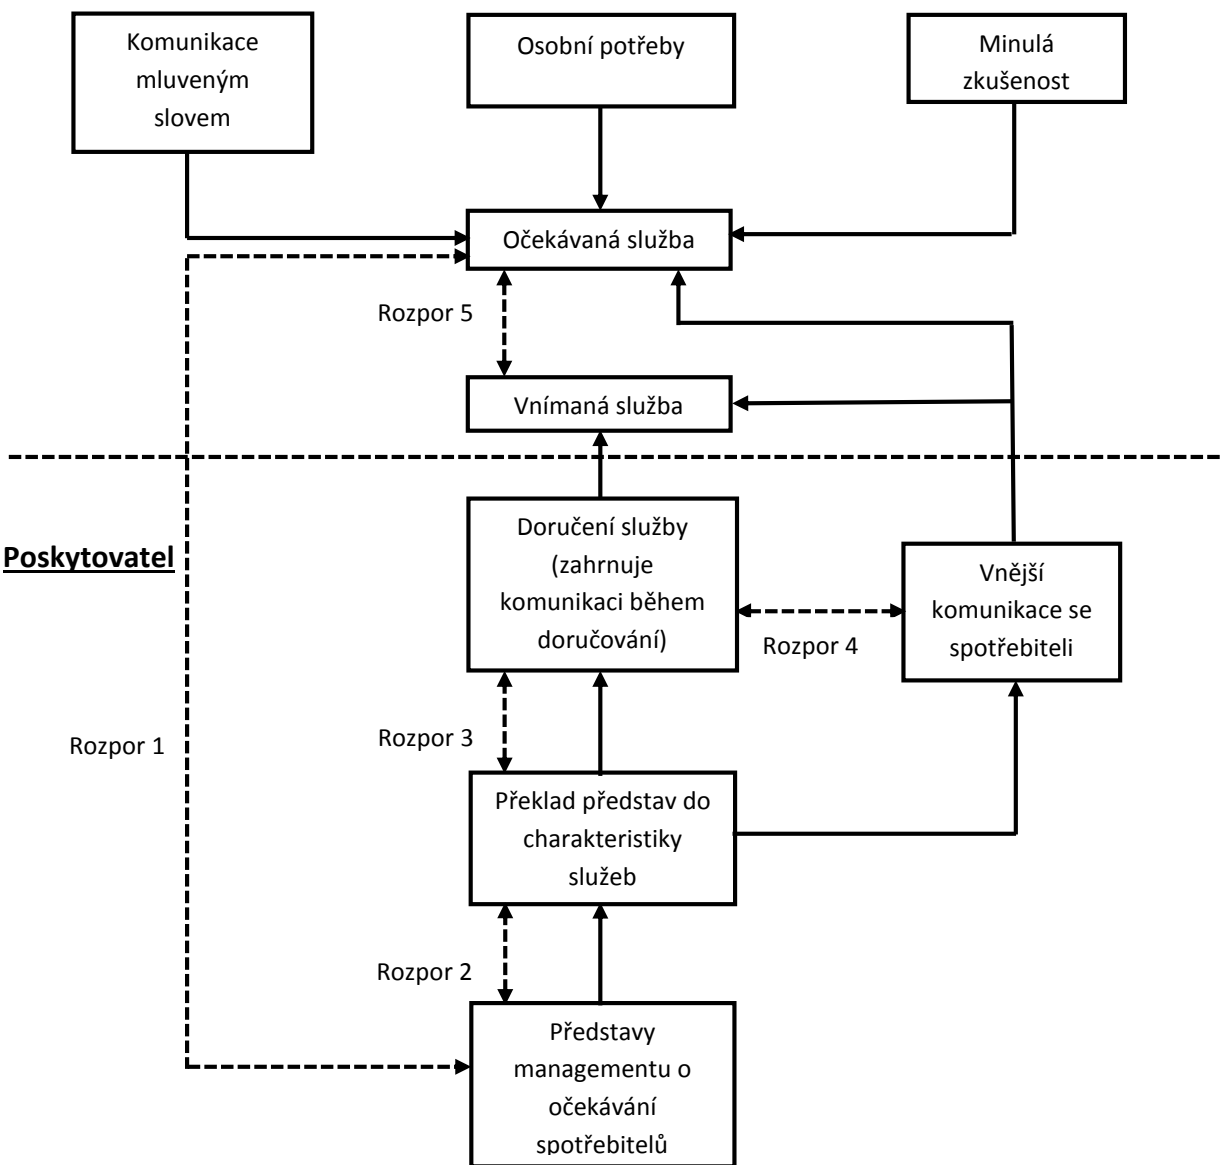 Komunikace
mluveným
slovem
Osobní potřeby
Minulá
zkušenost
Očekávaná služba
Rozpor 5
Vnímaná služba
Poskytovatel
Doručení služby
(zahrnuje
komunikaci během
doručování)
Vnější
komunikace se
spotřebiteli
Rozpor 4
Rozpor 1
Rozpor 3
Překlad představ do
charakteristiky
služeb
Rozpor 2
Představy
managementu o
očekávání
spotřebitelů